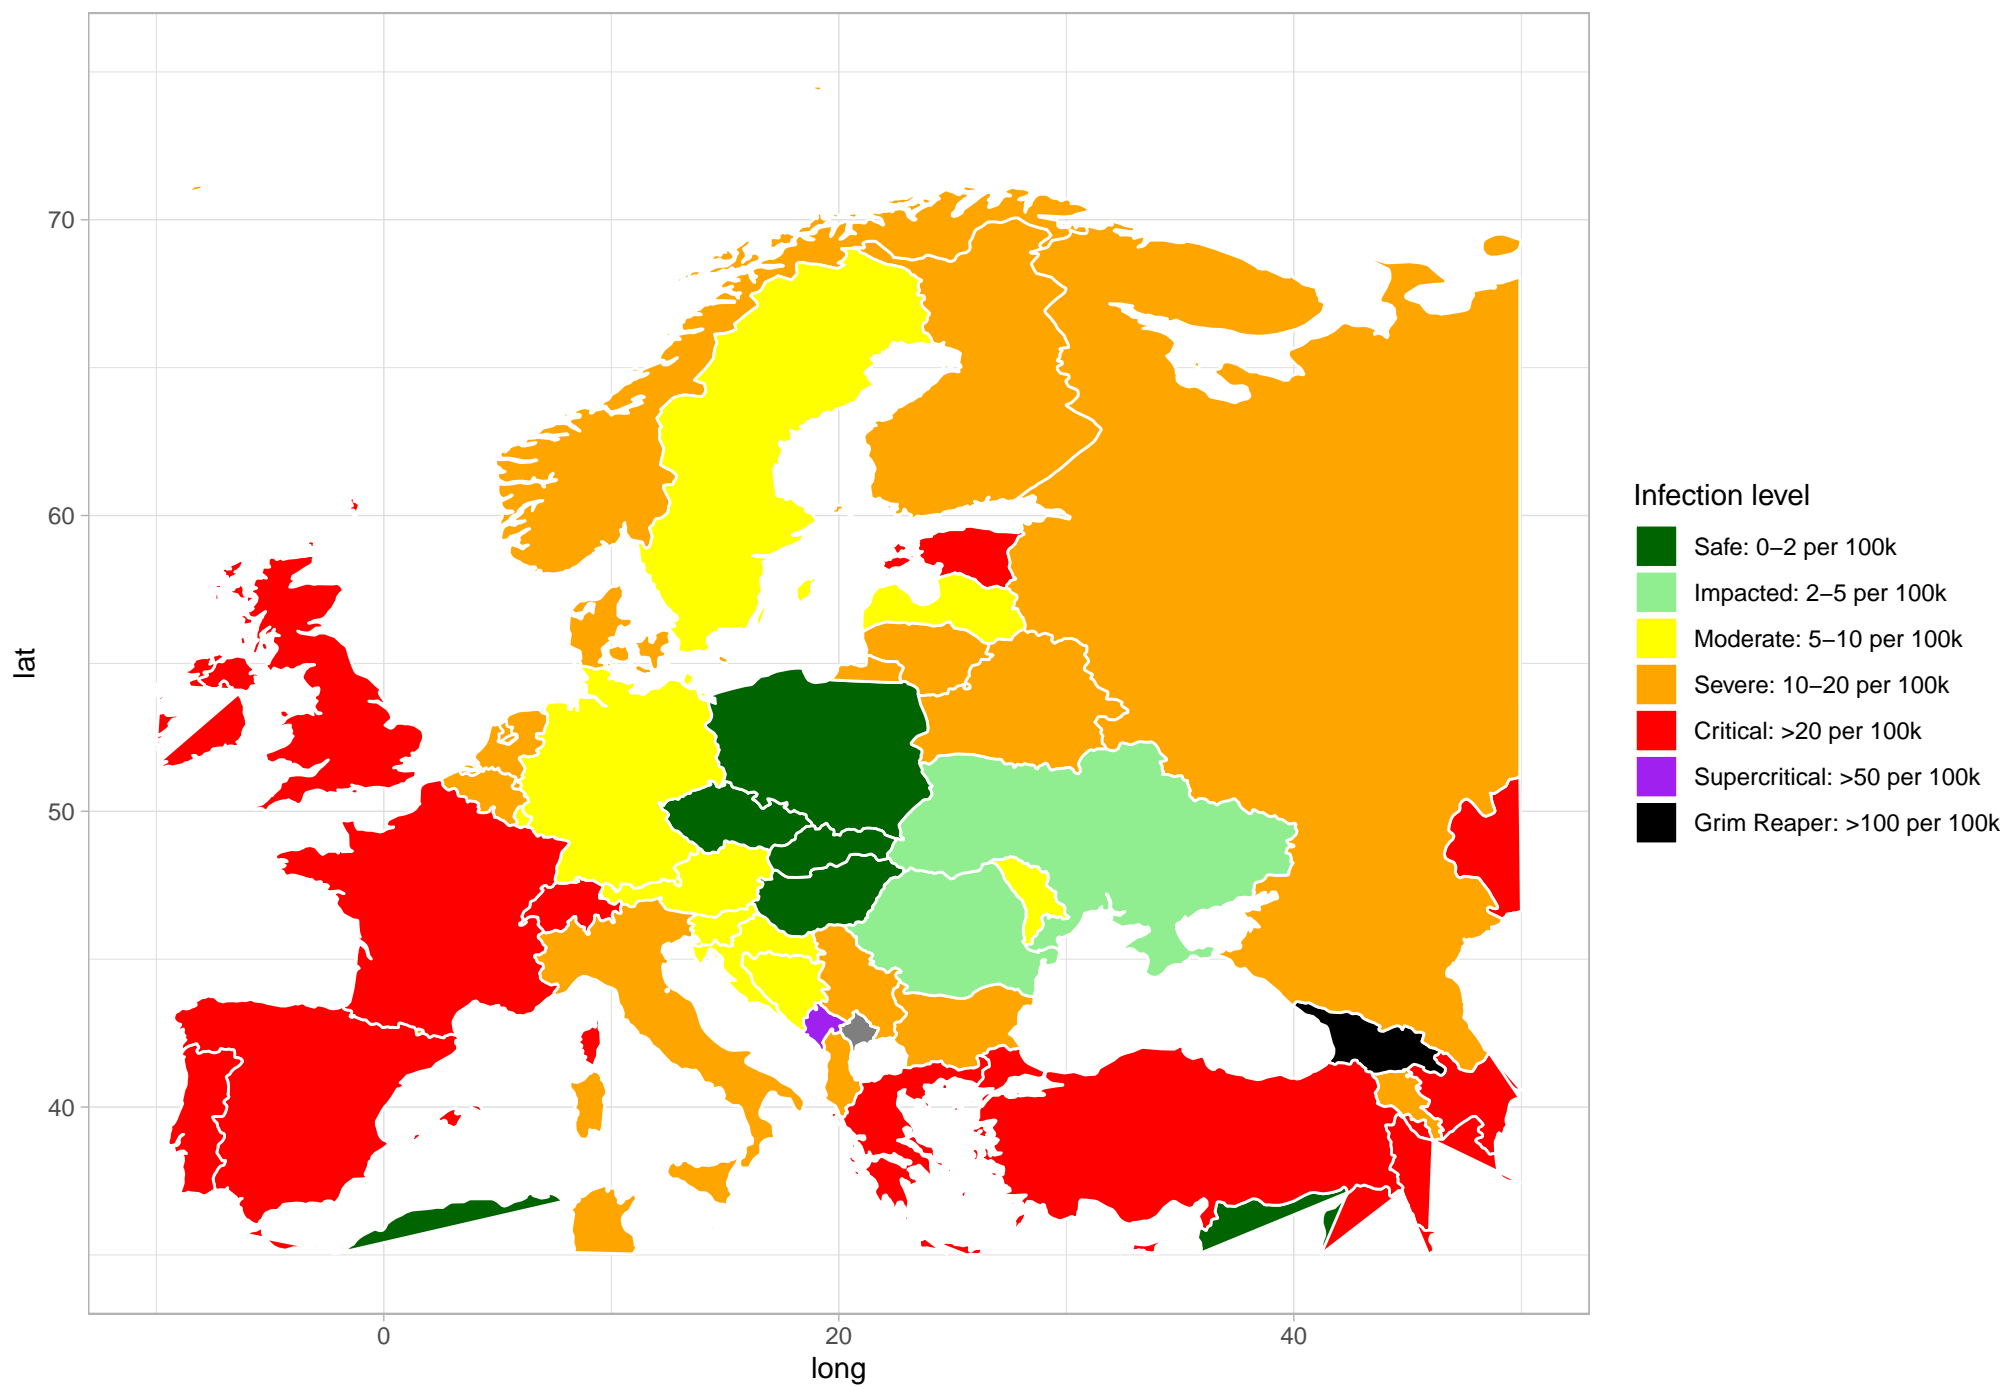 70
60
50
40
lat
0
20
40
long
Infection level
Safe: 0−2 per 100k
Impacted: 2−5 per 100k
Moderate: 5−10 per 100k
Severe: 10−20 per 100k
Critical: >20 per 100k
Supercritical: >50 per 100k
Grim Reaper: >100 per 100k